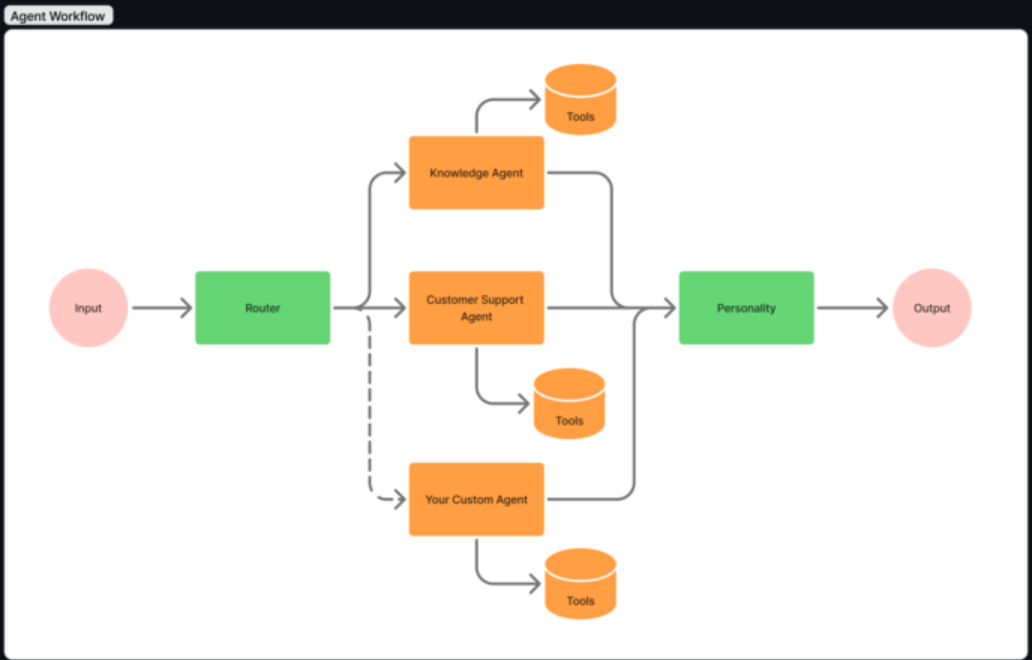 Agent Workflow
Tools
Knowledge Agent
Input
Router
Customer Support
Agent
Personality
Output
Tools
Your Custom Agent
Tools